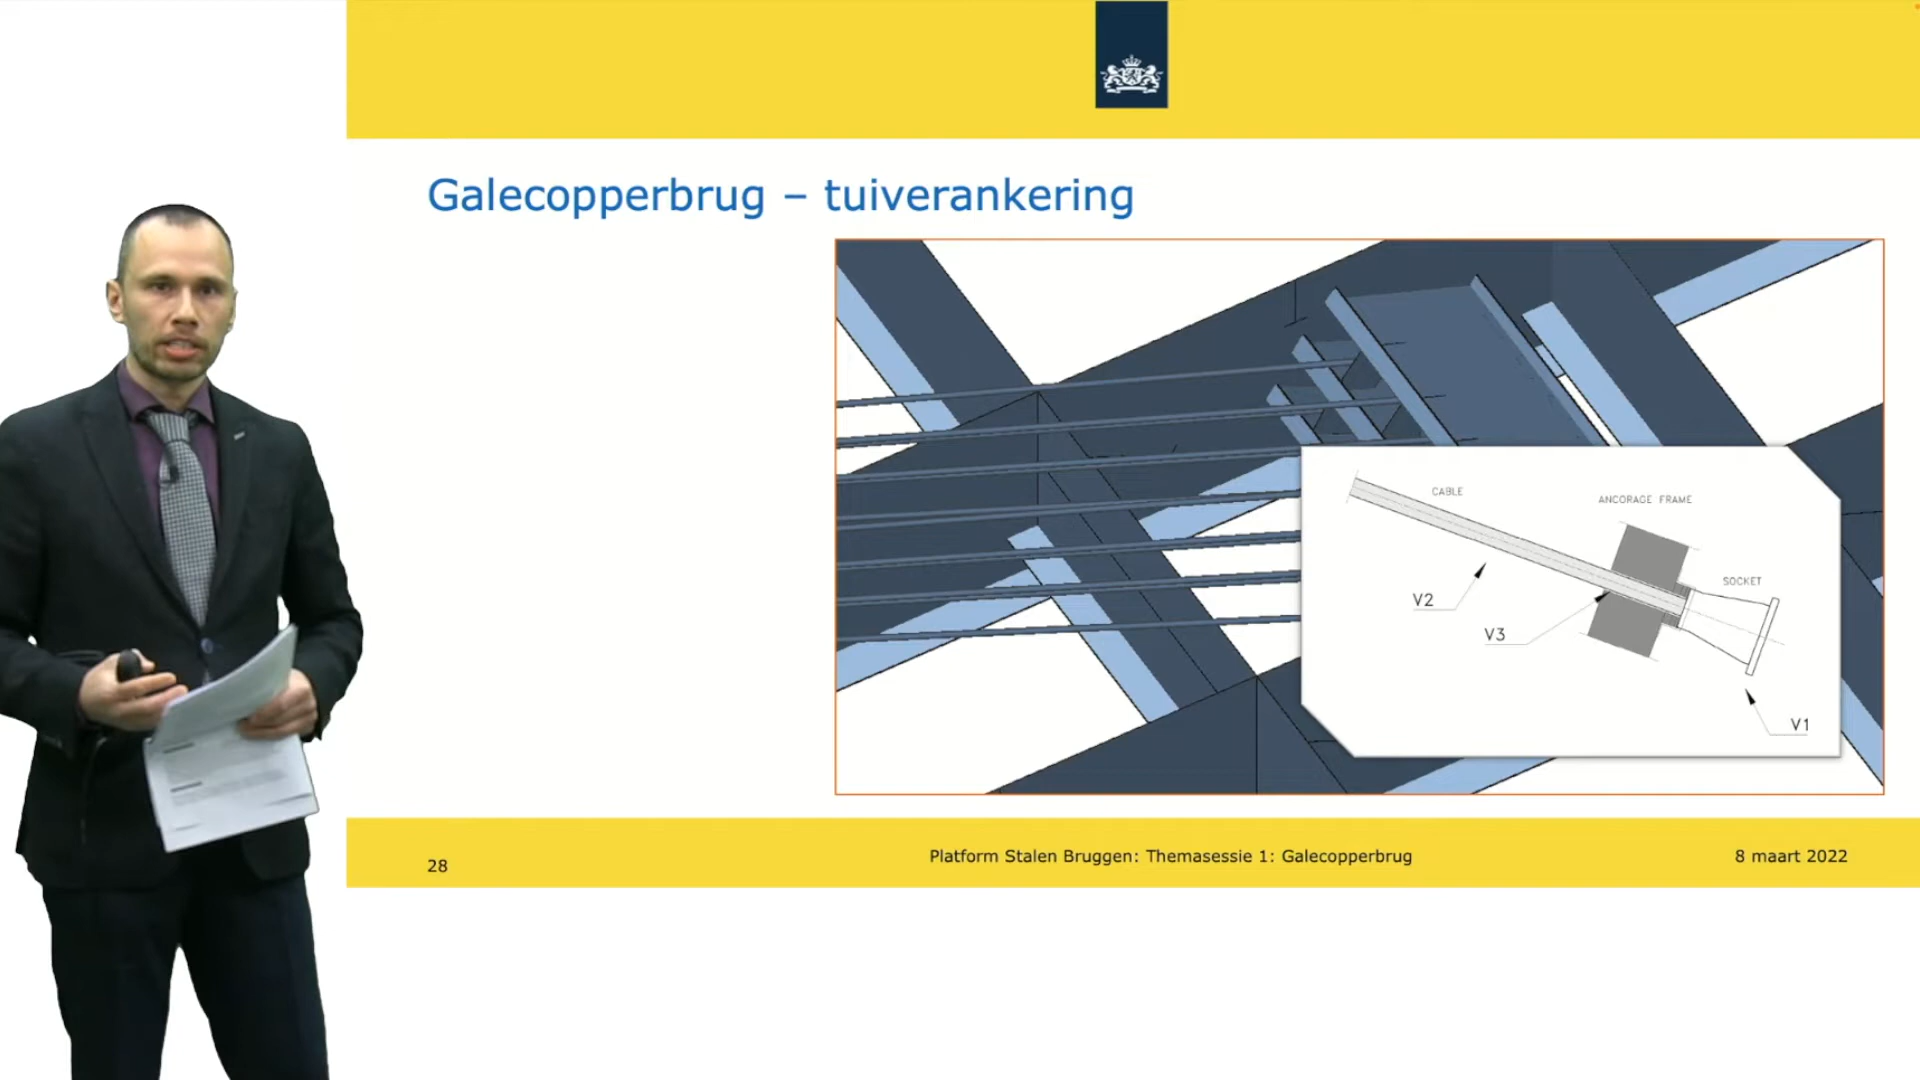 Galecopperbrug – tuiverankering
CABLE
ANCORAGE FRAME
SOCKET
V2
V3
V1
28
Platform Stalen Bruggen: Themasessie 1: Galecopperbrug
8 maart 2022